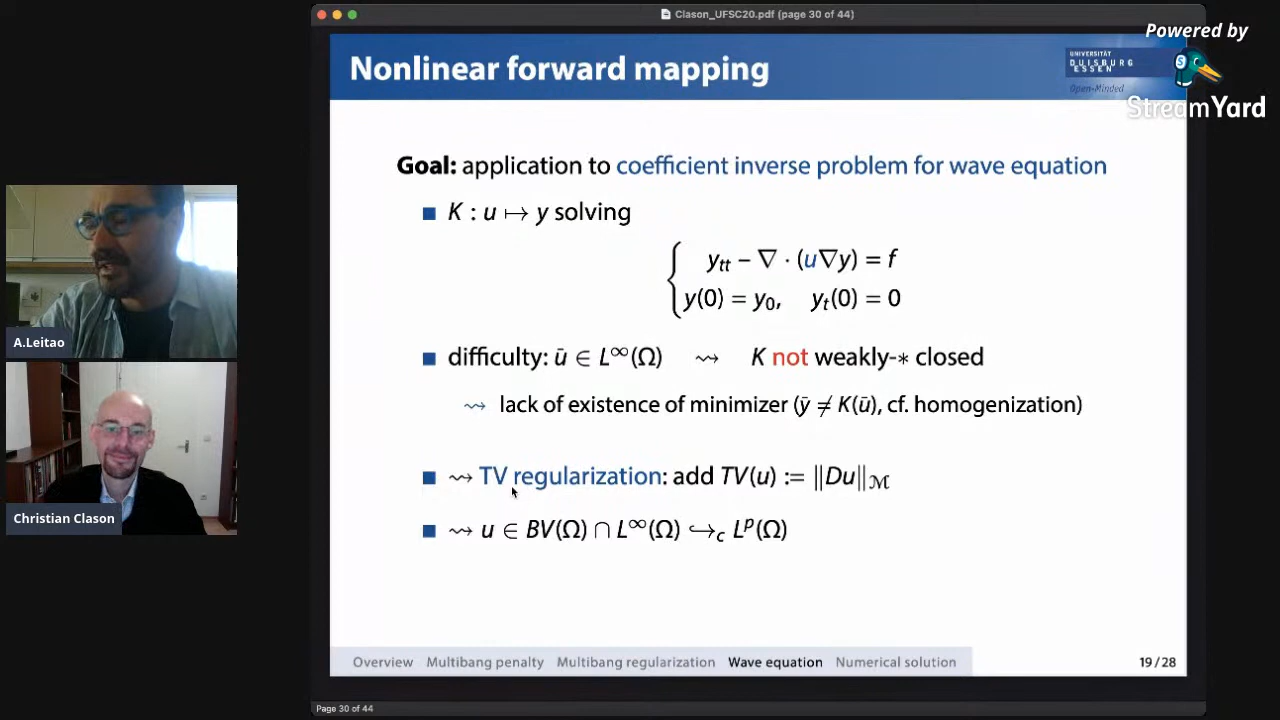 Clason_UFSC20.pdf (page 30 of 44)
Powered by
StreamYard
Nonlinear forward mapping
UNIVERSITÄT
DUISBURG
ESSEN
Open-Minded
Goal: application to coefficient inverse problem for wave equation
K : u ↦ y solving
y_tt − ∇ · (u∇y) = f
y(0) = y_0, y_t(0) = 0
difficulty: ū ∈ L^∞(Ω) ⇝ K not weakly-∗ closed
⇝ lack of existence of minimizer (ȳ ≠ K(ū), cf. homogenization)
⇝ TV regularization: add TV(u) := ‖Du‖_ℳ
⇝ u ∈ BV(Ω) ∩ L^∞(Ω) ↪_c L^p(Ω)
A.Leitao
Christian Clason
Overview Multibang penalty Multibang regularization Wave equation Numerical solution 19 / 28
Page 30 of 44